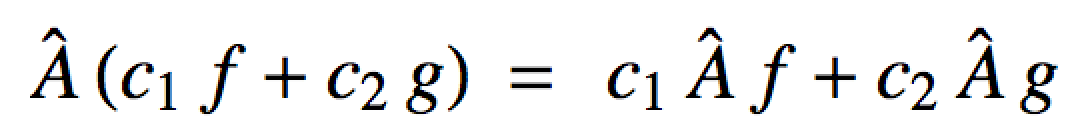 Â (c₁ f + c₂ g) = c₁ Â f + c₂ Â g